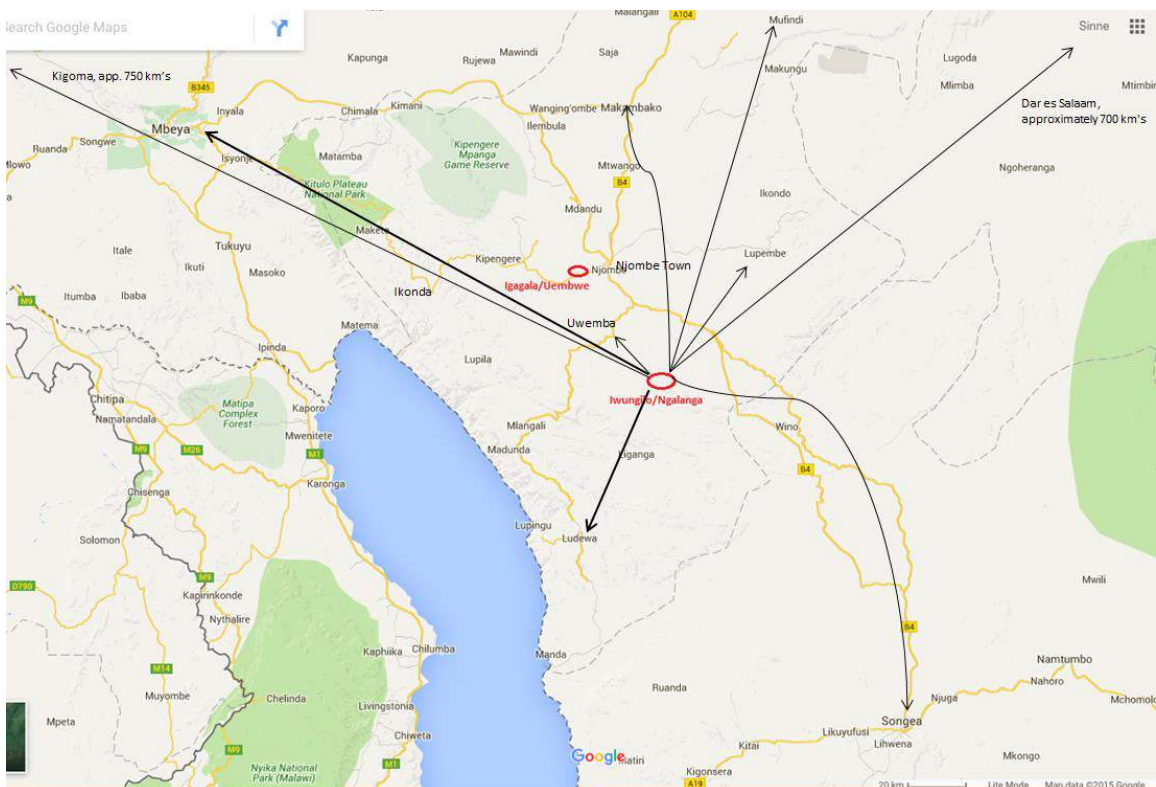 Search Google Maps
Malangali
A104
Mufindi
Sinne
Kapunga
Rujewa
Mawindi
Saja
Makungu
Lugoda
Mlimba
Mtimbir
Kigoma, app. 750 km's
B345
Inyala
Chimala
Kimani
Wanging'ombe
Makambako
Dar es Salaam,
approximately 700 km's
Mbeya
Ilembula
Songwe
Ruanda
Mlowo
Isyonje
Matamba
Kipengere
Mpanga
Game Reserve
Mtwango
B4
Ikondo
Ngoheranga
Kitulo Plateau
National Park
Mdandu
Makete
Tukuyu
Itale
Ikuti
Masoko
Kipengere
Njombe
Njombe Town
Lupembe
Igagala/Uembwe
Itumba
Ibaba
Ikonda
M9
Matema
Uwemba
Ipinda
Lupila
Iwungilo/Ngalanga
Chitipa
Matipa
Complex
Forest
Kaporo
Namatandala
Mwenitete
Mlangali
Wino
M9
M26
M1
Madunda
Liganga
B4
Chisenga
Karonga
Solomon
Lupingu
Ludewa
M9
D790
Kapirinkonde
Mwili
Nythalire
B4
Kaphiika
Chilumba
Manda
M14
Namtumbo
Muyombe
Chelinda
Ruanda
Nahoro
Njuga
Mchomolo
Livingstonia
Mpeta
Songea
Likuyufusi
Chiweta
Lihwena
M9
Kitai
Google
Matiri
Mkongo
Nyika National
Park (Malawi)
M1
Kigonsera
A19
20 km
Lite Mode
Map data ©2015 Google